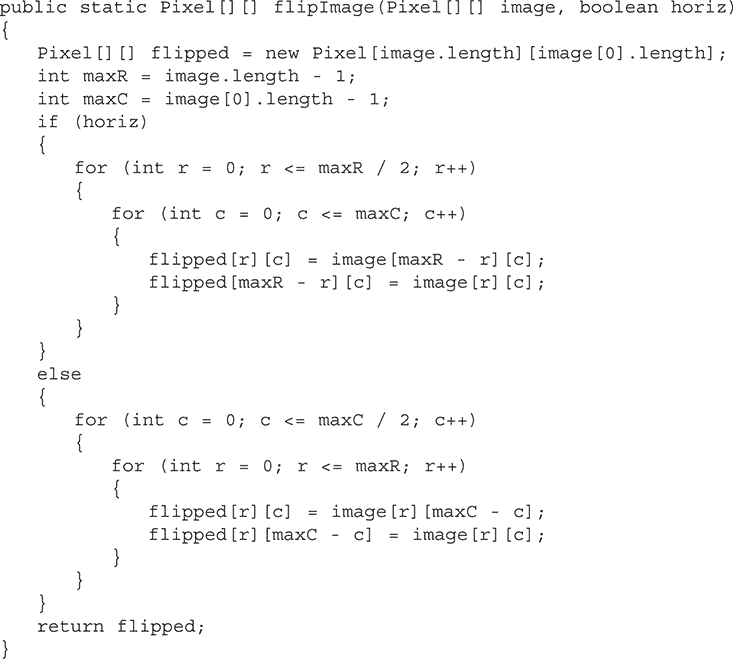 public static Pixel[][] flipImage(Pixel[][] image, boolean horiz)
{
Pixel[][] flipped = new Pixel[image.length][image[0].length];
int maxR = image.length - 1;
int maxC = image[0].length - 1;
if (horiz)
{
for (int r = 0; r <= maxR / 2; r++)
{
for (int c = 0; c <= maxC; c++)
{
flipped[r][c] = image[maxR - r][c];
flipped[maxR - r][c] = image[r][c];
}
}
}
else
{
for (int c = 0; c <= maxC / 2; c++)
{
for (int r = 0; r <= maxR; r++)
{
flipped[r][c] = image[r][maxC - c];
flipped[r][maxC - c] = image[r][c];
}
}
}
return flipped;
}